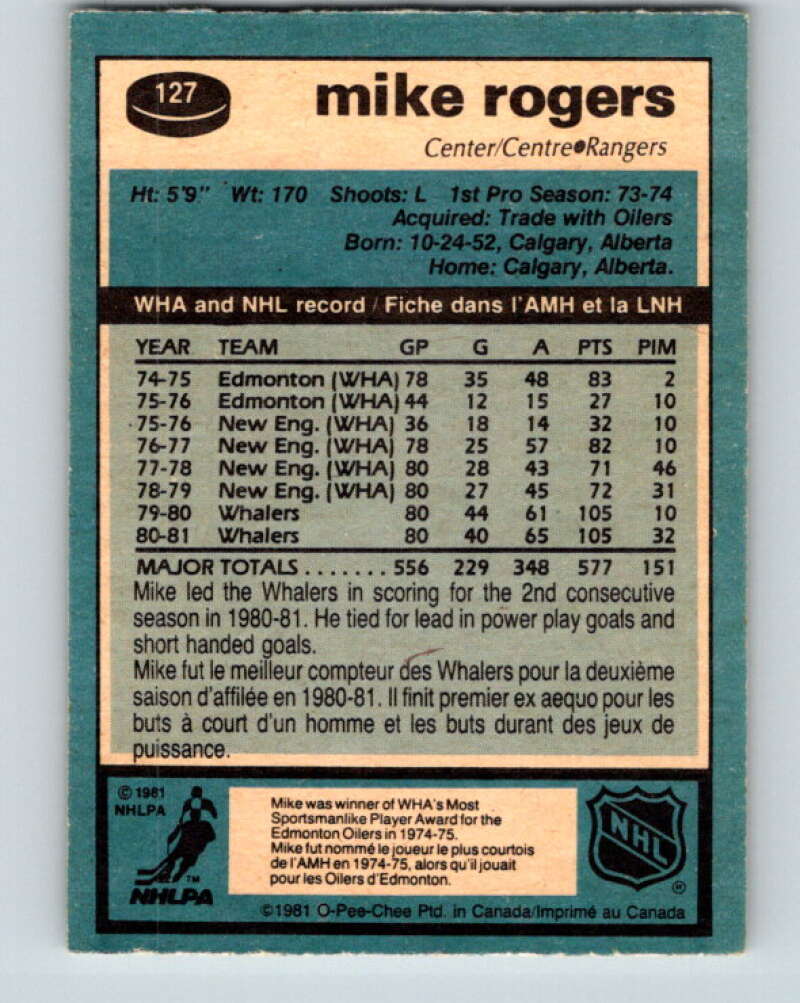 127
mike rogers
Center/Centre●Rangers
Ht: 5'9" Wt: 170 Shoots: L 1st Pro Season: 73-74
Acquired: Trade with Oilers
Born: 10-24-52, Calgary, Alberta
Home: Calgary, Alberta.
WHA and NHL record / Fiche dans l'AMH et la LNH
YEAR TEAM GP G A PTS PIM
74-75 Edmonton (WHA) 78 35 48 83 2
75-76 Edmonton (WHA) 44 12 15 27 10
75-76 New Eng. (WHA) 36 18 14 32 10
76-77 New Eng. (WHA) 78 25 57 82 10
77-78 New Eng. (WHA) 80 28 43 71 46
78-79 New Eng. (WHA) 80 27 45 72 31
79-80 Whalers 80 44 61 105 10
80-81 Whalers 80 40 65 105 32
MAJOR TOTALS ....... 556 229 348 577 151
Mike led the Whalers in scoring for the 2nd consecutive
season in 1980-81. He tied for lead in power play goals and
short handed goals.
Mike fut le meilleur compteur des Whalers pour la deuxième
saison d'affilée en 1980-81. Il finit premier ex aequo pour les
buts à court d'un homme et les buts durant des jeux de
puissance.
© 1981
NHLPA
TM
NHLPA
Mike was winner of WHA's Most
Sportsmanlike Player Award for the
Edmonton Oilers in 1974-75.
Mike fut nommé le joueur le plus courtois
de l'AMH en 1974-75, alors qu'il jouait
pour les Oilers d'Edmonton.
NHL
®
©1981 O-Pee-Chee Ptd. in Canada/Imprimé au Canada